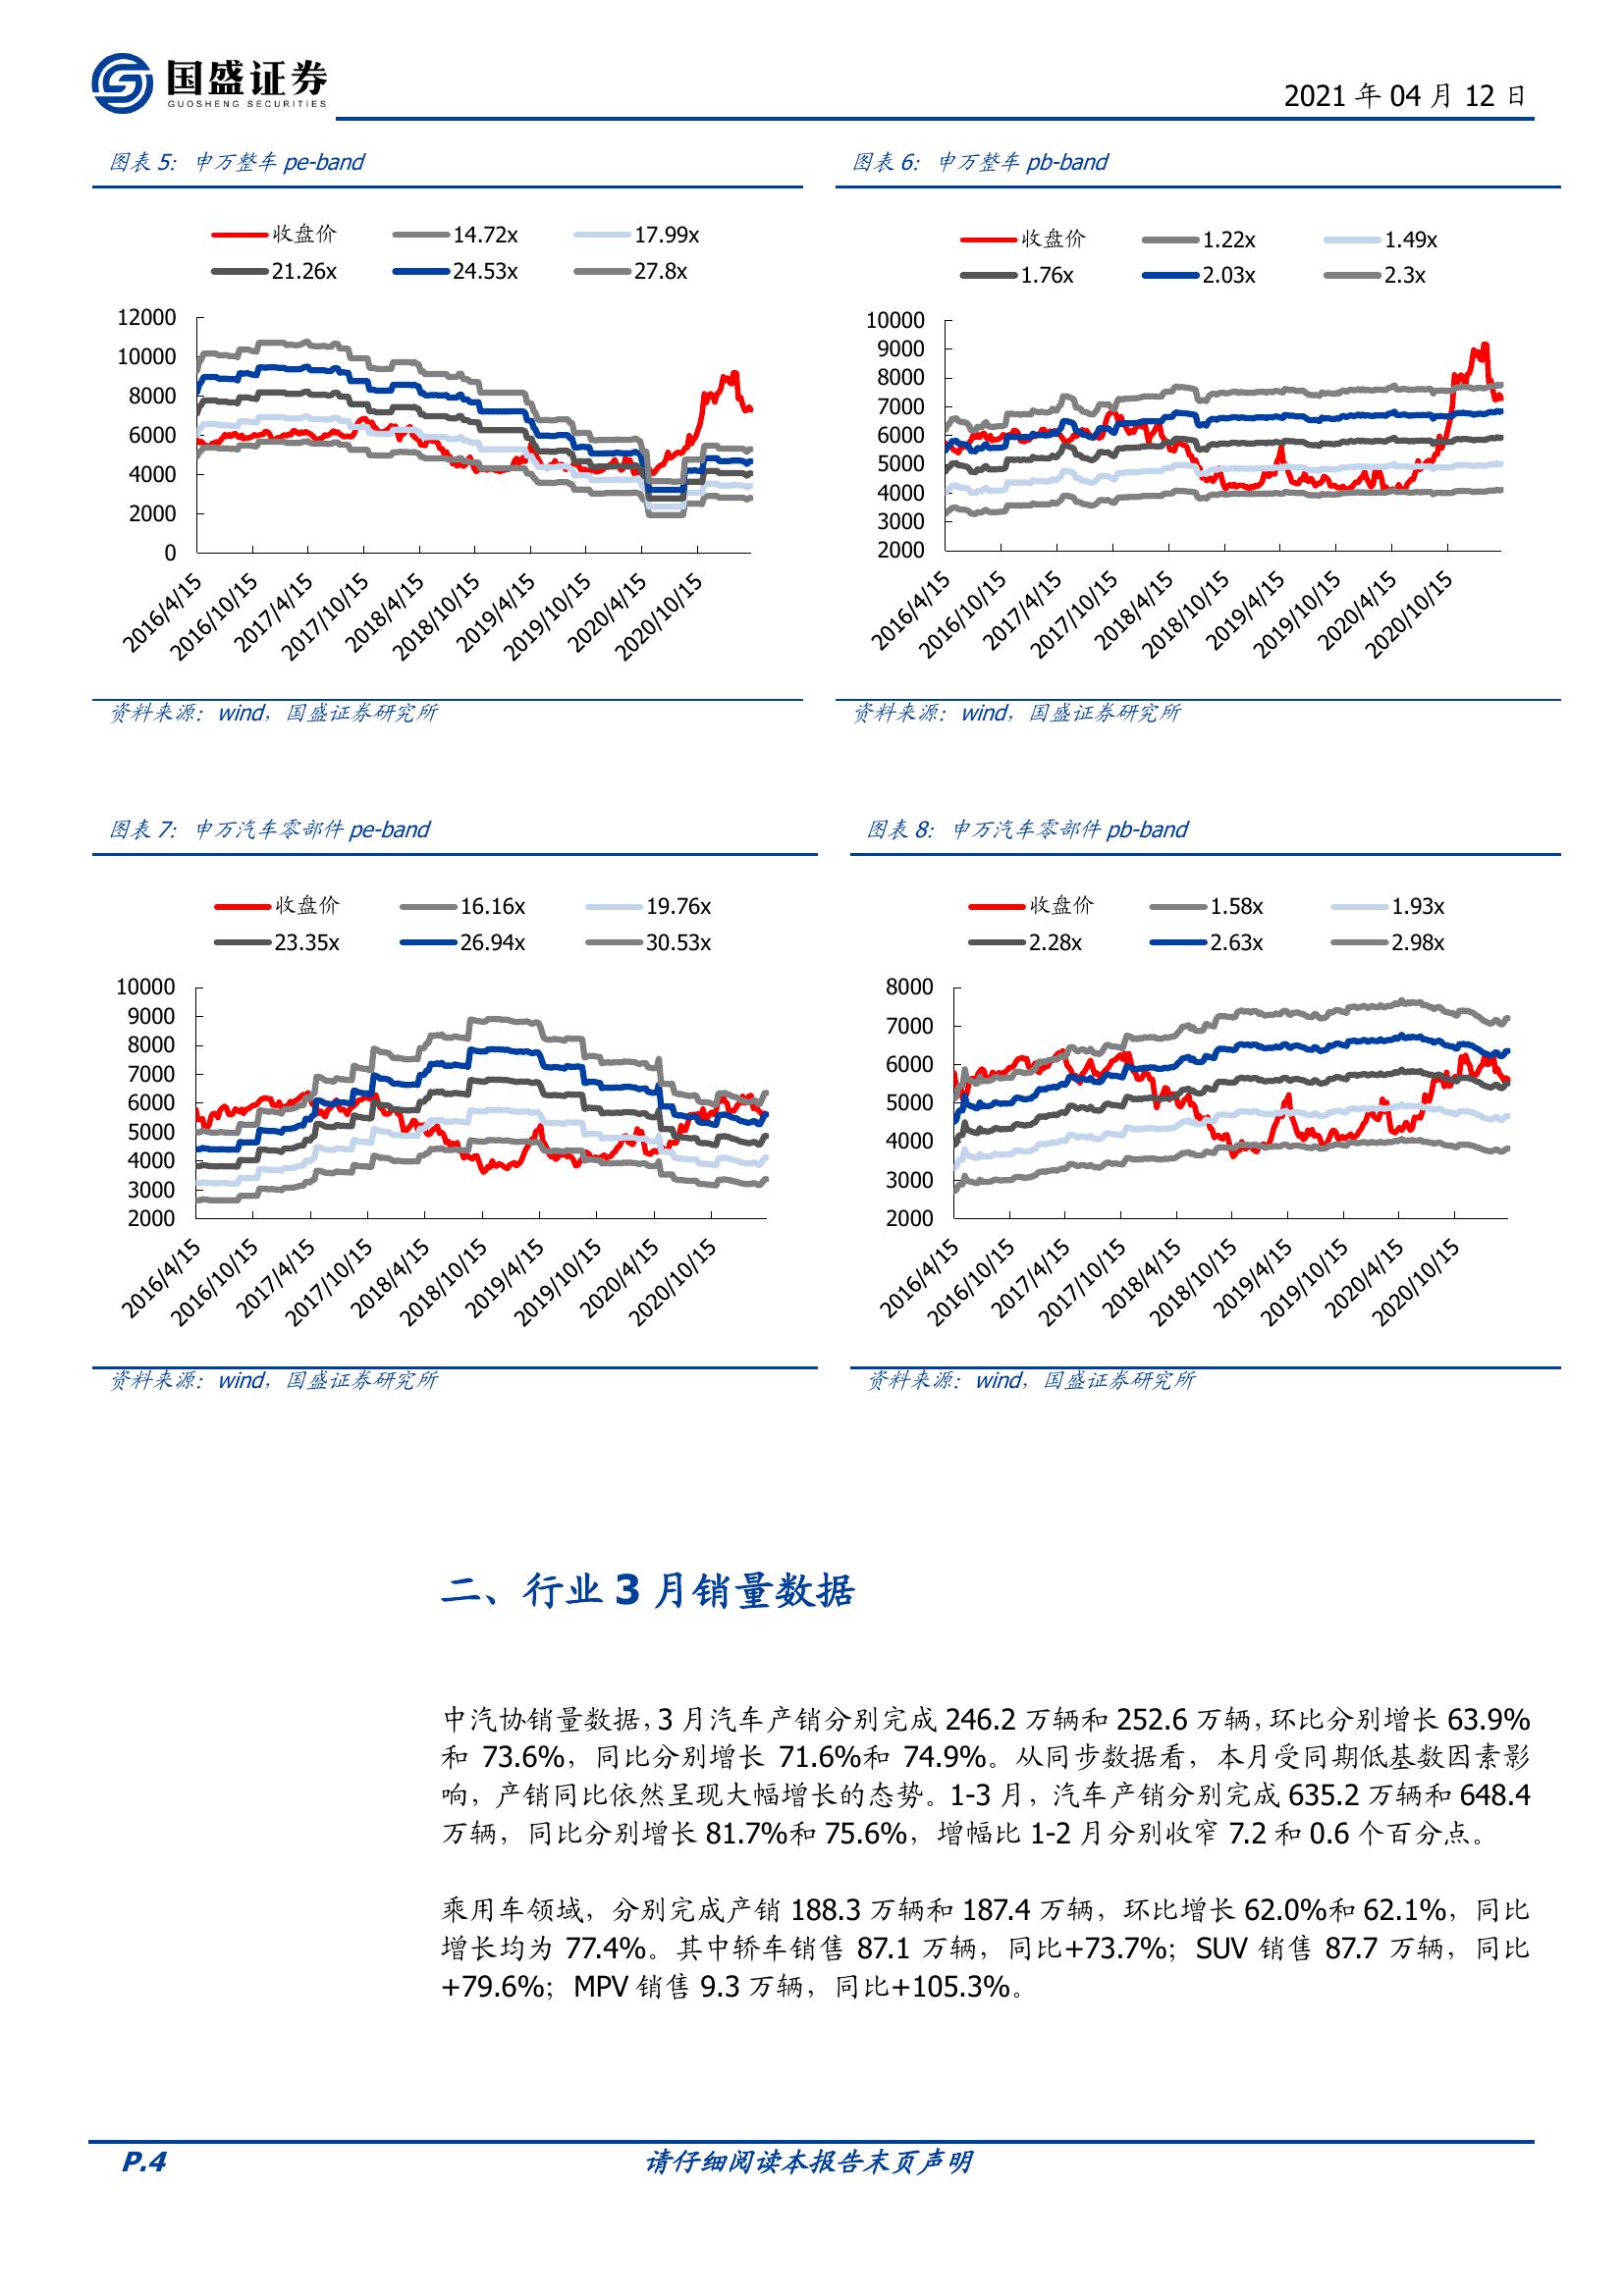 国盛证券
GUOSHENG SECURITIES
2021 年 04 月 12 日
图表 5： 申万整车 pe-band
收盘价 14.72x 17.99x
21.26x 24.53x 27.8x
12000
10000
8000
6000
4000
2000
0
2016/4/15 2016/10/15 2017/4/15 2017/10/15 2018/4/15 2018/10/15 2019/4/15 2019/10/15 2020/4/15 2020/10/15
资料来源：wind，国盛证券研究所
图表 6： 申万整车 pb-band
收盘价 1.22x 1.49x
1.76x 2.03x 2.3x
10000
9000
8000
7000
6000
5000
4000
3000
2000
2016/4/15 2016/10/15 2017/4/15 2017/10/15 2018/4/15 2018/10/15 2019/4/15 2019/10/15 2020/4/15 2020/10/15
资料来源：wind，国盛证券研究所
图表 7： 申万汽车零部件 pe-band
收盘价 16.16x 19.76x
23.35x 26.94x 30.53x
10000
9000
8000
7000
6000
5000
4000
3000
2000
2016/4/15 2016/10/15 2017/4/15 2017/10/15 2018/4/15 2018/10/15 2019/4/15 2019/10/15 2020/4/15 2020/10/15
资料来源：wind，国盛证券研究所
图表 8： 申万汽车零部件 pb-band
收盘价 1.58x 1.93x
2.28x 2.63x 2.98x
8000
7000
6000
5000
4000
3000
2000
2016/4/15 2016/10/15 2017/4/15 2017/10/15 2018/4/15 2018/10/15 2019/4/15 2019/10/15 2020/4/15 2020/10/15
资料来源：wind，国盛证券研究所
二、行业 3 月销量数据
中汽协销量数据，3 月汽车产销分别完成 246.2 万辆和 252.6 万辆，环比分别增长 63.9%
和 73.6%，同比分别增长 71.6%和 74.9%。从同步数据看，本月受同期低基数因素影
响，产销同比依然呈现大幅增长的态势。1-3 月，汽车产销分别完成 635.2 万辆和 648.4
万辆，同比分别增长 81.7%和 75.6%，增幅比 1-2 月分别收窄 7.2 和 0.6 个百分点。
乘用车领域，分别完成产销 188.3 万辆和 187.4 万辆，环比增长 62.0%和 62.1%，同比
增长均为 77.4%。其中轿车销售 87.1 万辆，同比+73.7%；SUV 销售 87.7 万辆，同比
+79.6%；MPV 销售 9.3 万辆，同比+105.3%。
P.4
请仔细阅读本报告末页声明